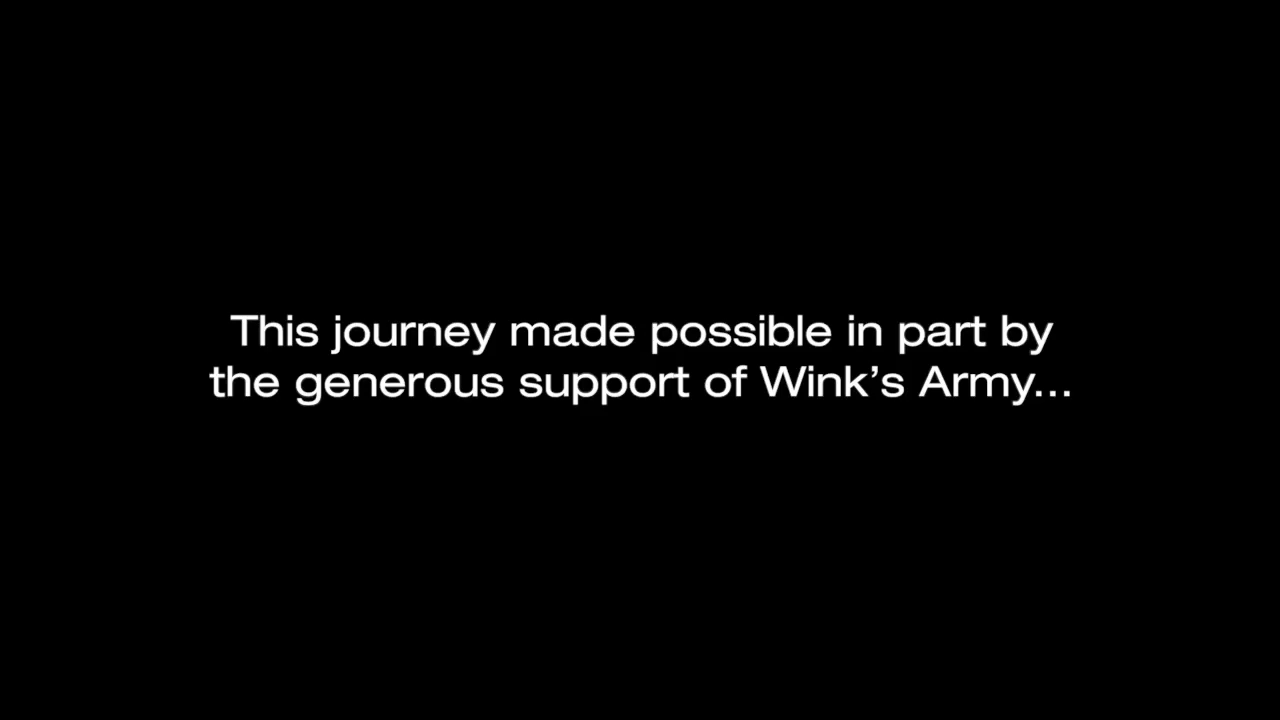 This journey made possible in part by
the generous support of Wink’s Army...